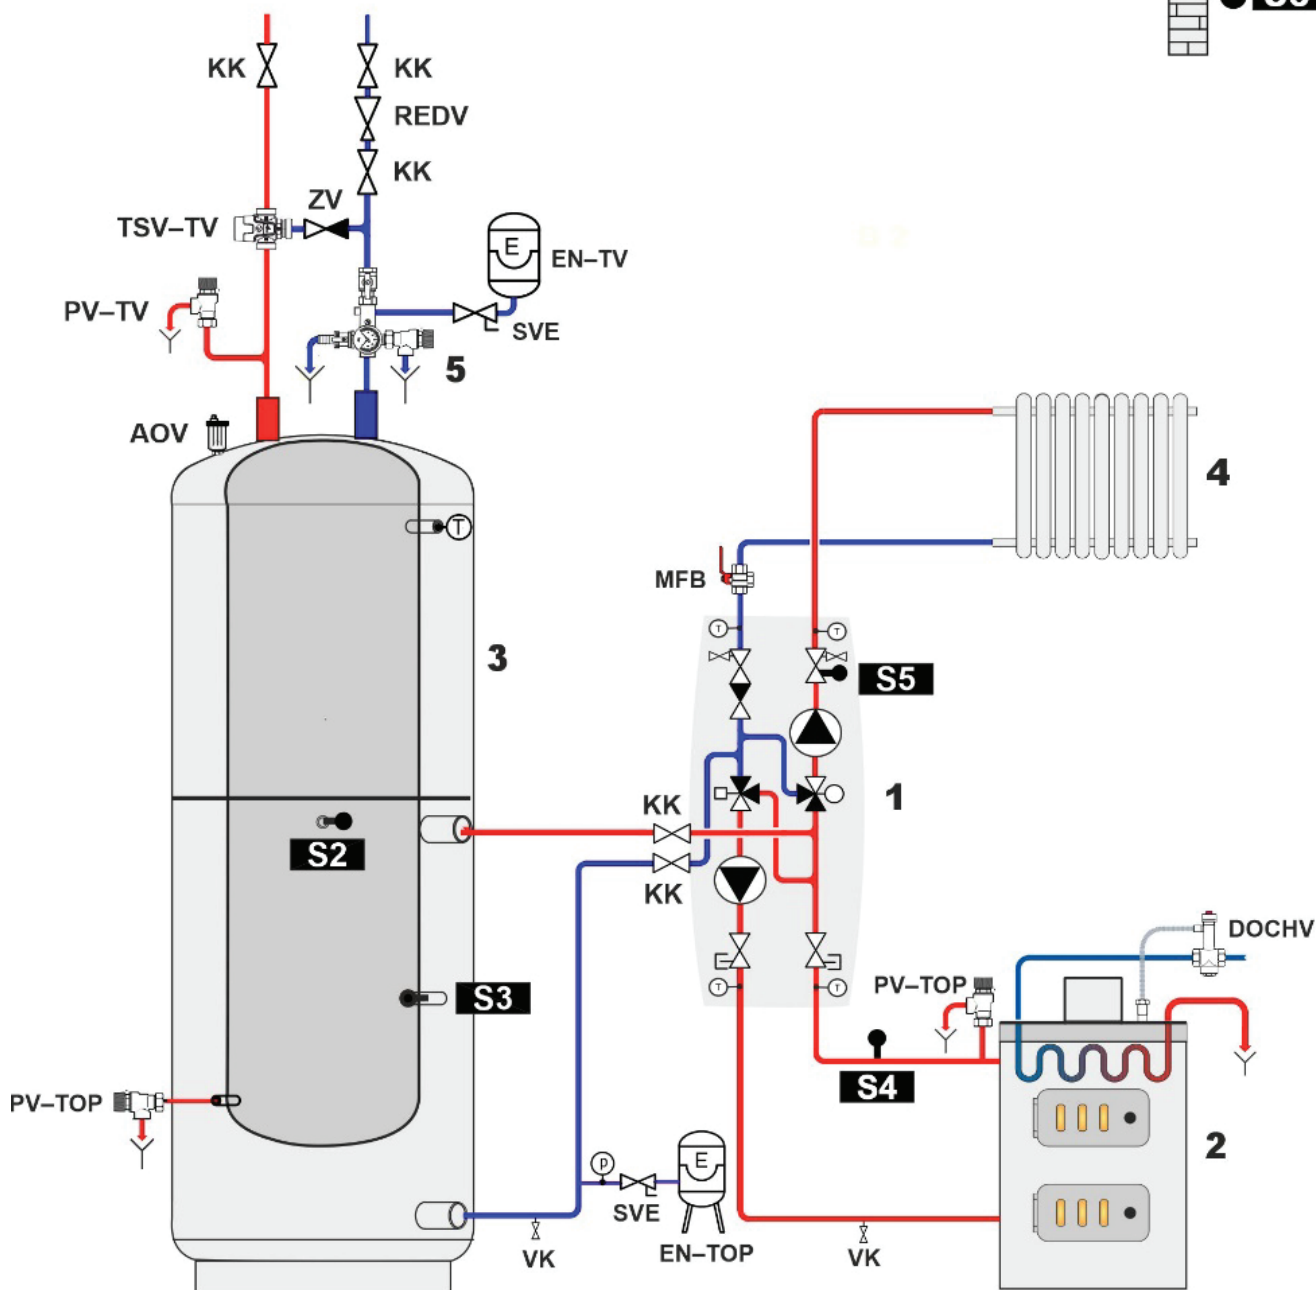 KK
KK
REDV
KK
ZV
TSV–TV
E
EN–TV
PV–TV
SVE
5
AOV
4
T
MFB
T
T
3
S5
1
KK
S2
KK
DOCHV
S3
T
T
PV–TOP
S4
PV–TOP
2
P
E
SVE
VK
EN–TOP
VK